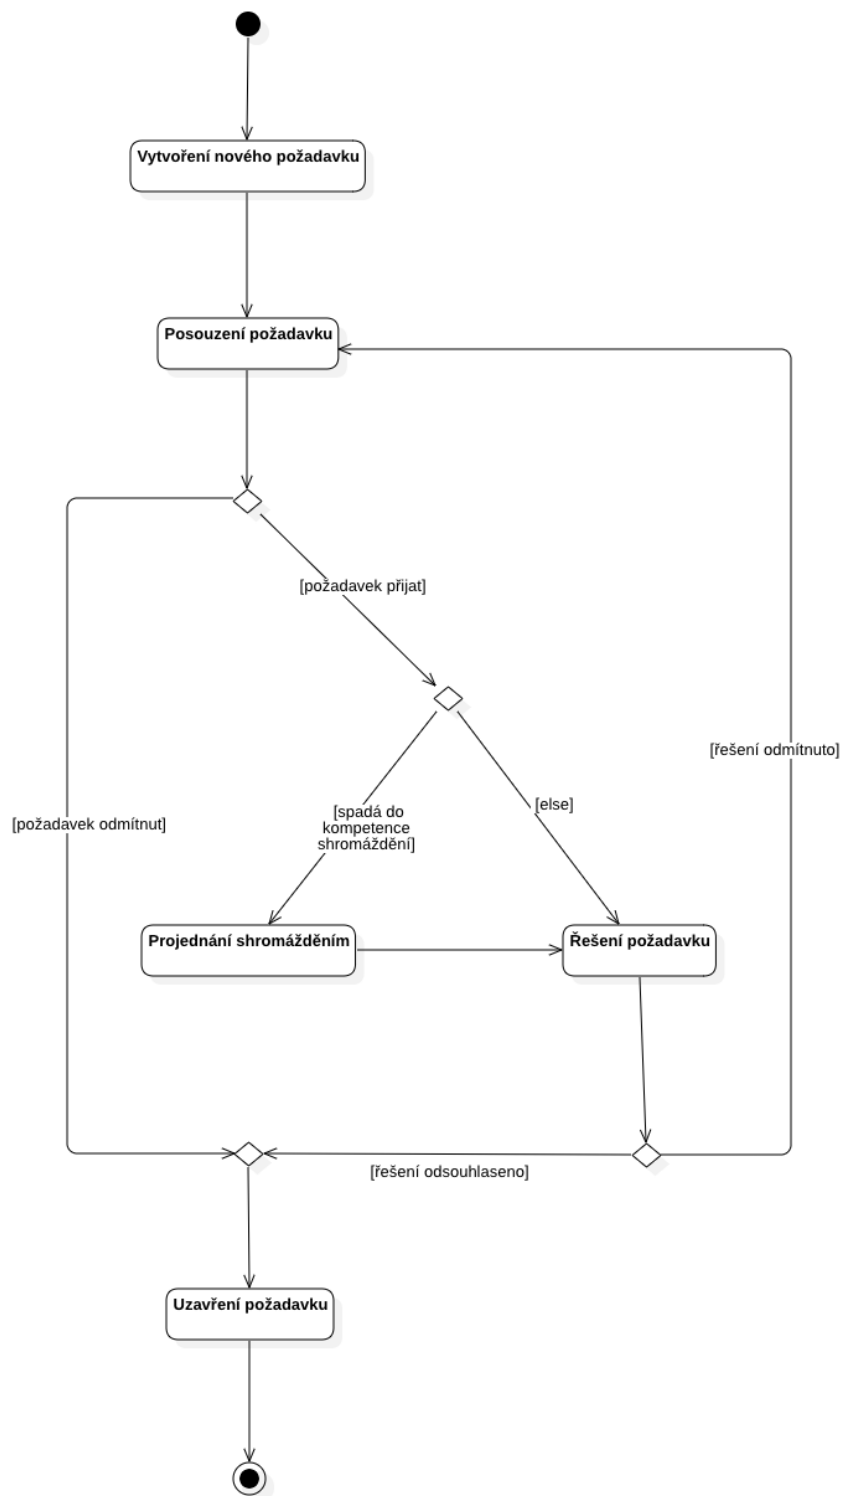 Vytvoření nového požadavku
Posouzení požadavku
[požadavek přijat]
[řešení odmítnuto]
[else]
[spadá do
kompetence
shromáždění]
[požadavek odmítnut]
Projednání shromážděním
Řešení požadavku
[řešení odsouhlaseno]
Uzavření požadavku